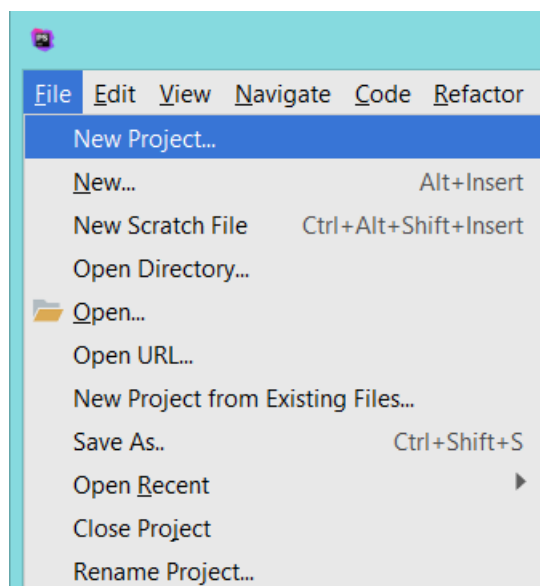 File Edit View Navigate Code Refactor
New Project...
New... Alt+Insert
New Scratch File Ctrl+Alt+Shift+Insert
Open Directory...
Open...
Open URL...
New Project from Existing Files...
Save As.. Ctrl+Shift+S
Open Recent
Close Project
Rename Project...